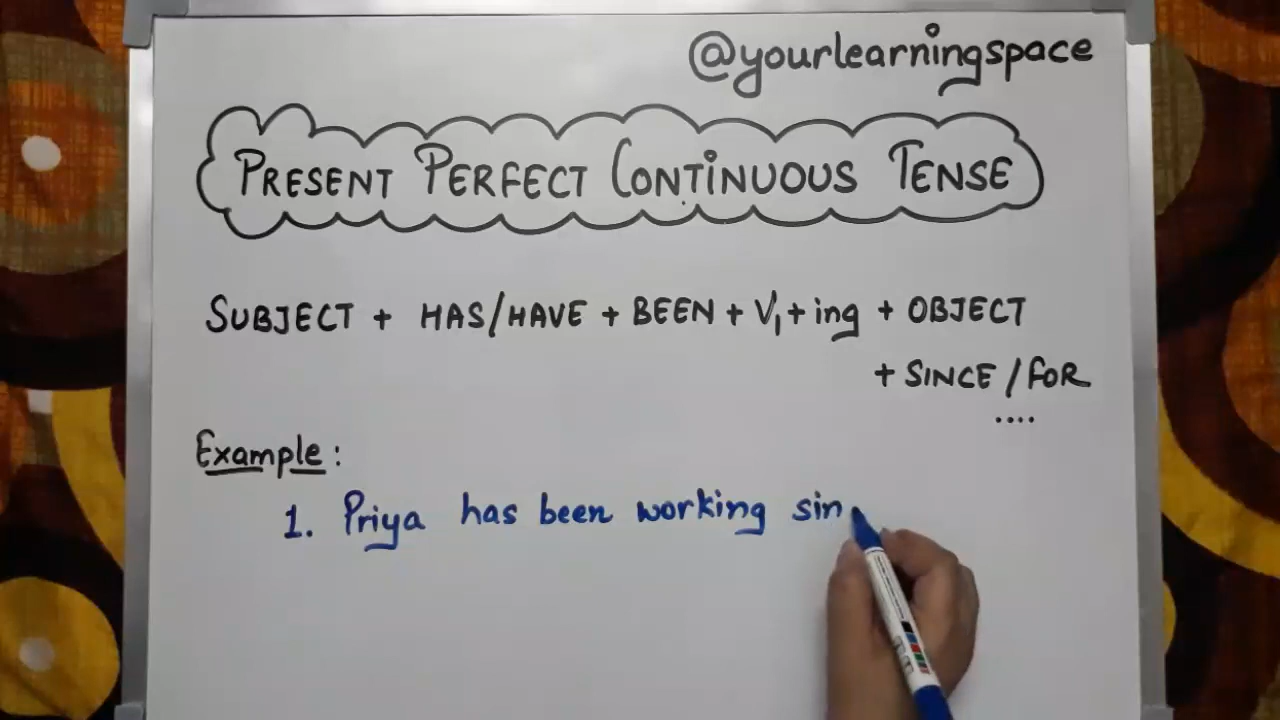 @yourlearningspace
PRESENT PERFECT CONTINUOUS TENSE
SUBJECT + HAS/HAVE + BEEN + V₁+ing + OBJECT
+ SINCE / FOR
....
Example :
1. Priya has been working sin